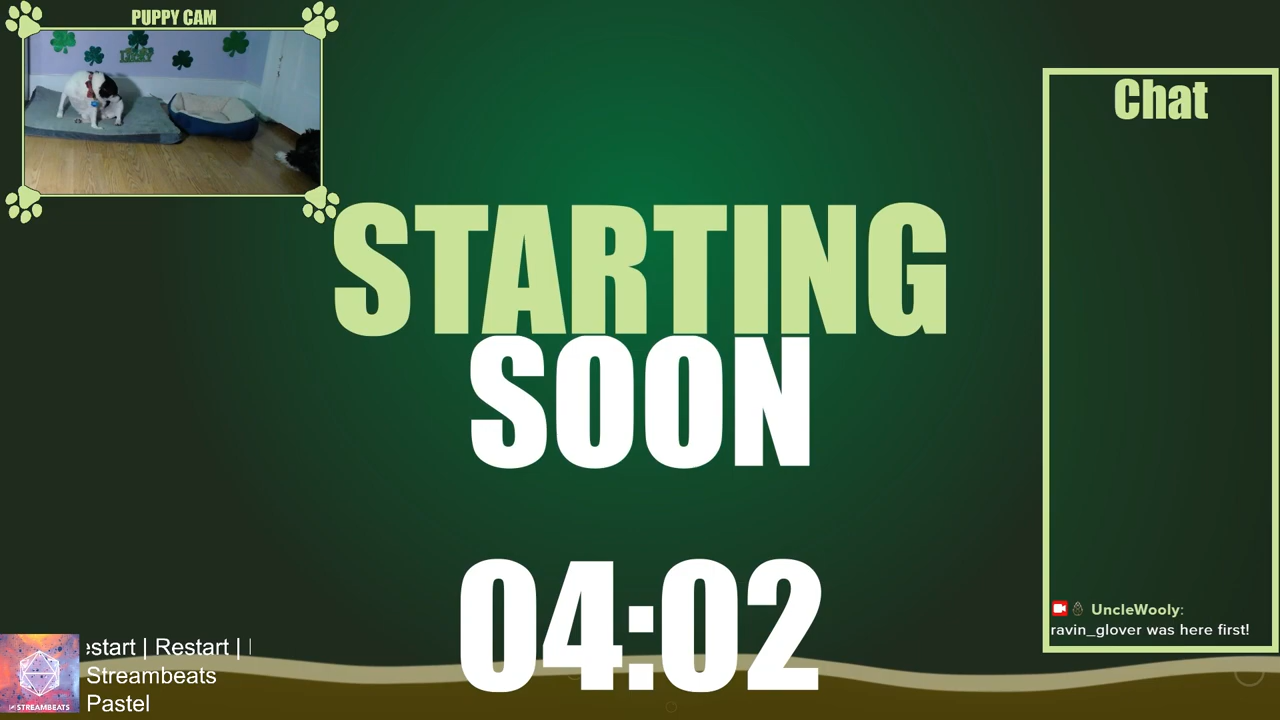 PUPPY CAM
STARTING
SOON
04:02
Chat
UncleWooly:
ravin_glover was here first!
estart | Restart |
Streambeats
Pastel
STREAMBEATS